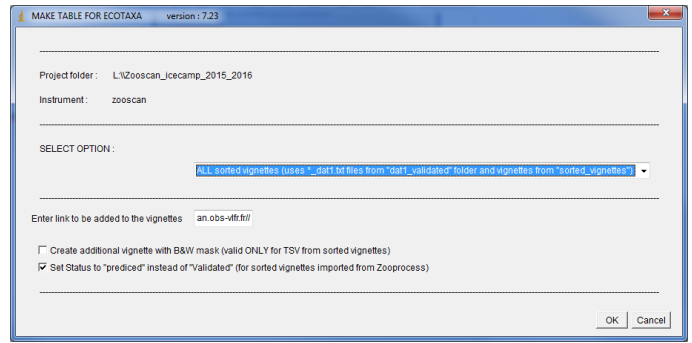 MAKE TABLE FOR ECOTAXA version : 7.23
Project folder : L:\\Zooscan_icecamp_2015_2016
Instrument : zooscan
SELECT OPTION :
ALL sorted vignettes (uses *_dat1.txt files from "dat1_validated" folder and vignettes from "sorted_vignettes")
Enter link to be added to the vignettes an.obs-vlfr.fr//
Create additional vignette with B&W mask (valid ONLY for TSV from sorted vignettes)
Set Status to "prediced" instead of "Validated" (for sorted vignettes imported from Zooprocess)
OK Cancel